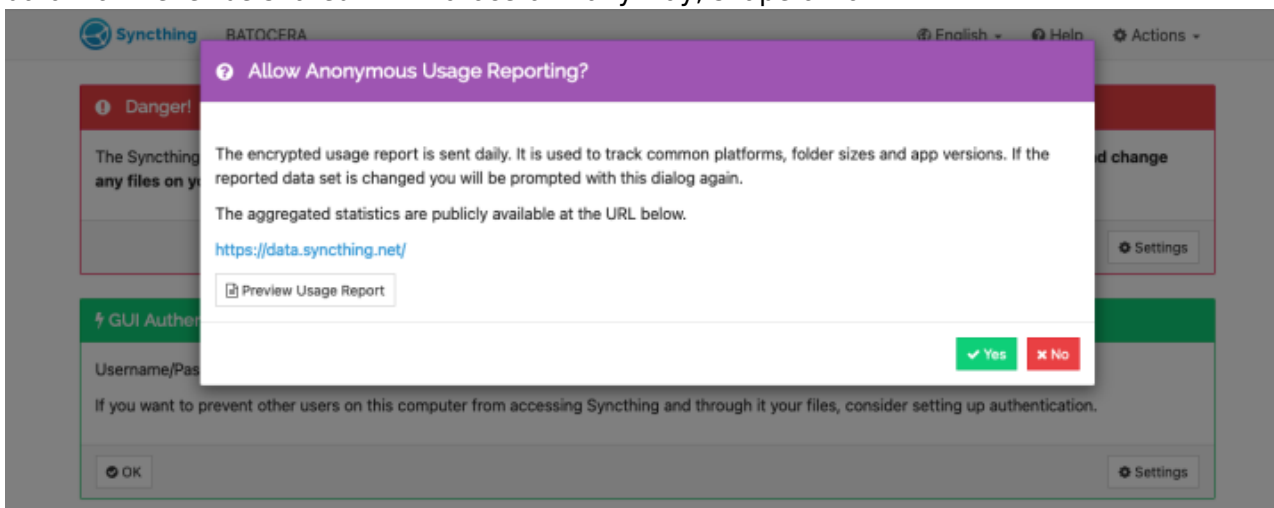 Syncthing BATOCERA English Help Actions
Allow Anonymous Usage Reporting?
Danger!
The encrypted usage report is sent daily. It is used to track common platforms, folder sizes and app versions. If the
reported data set is changed you will be prompted with this dialog again.
The Syncthing
change
any files on
The aggregated statistics are publicly available at the URL below.
https://data.syncthing.net/
Settings
Preview Usage Report
GUI
Yes No
If you want to prevent other users on this computer from accessing Syncthing and through it your files, consider setting up authentication.
OK Settings